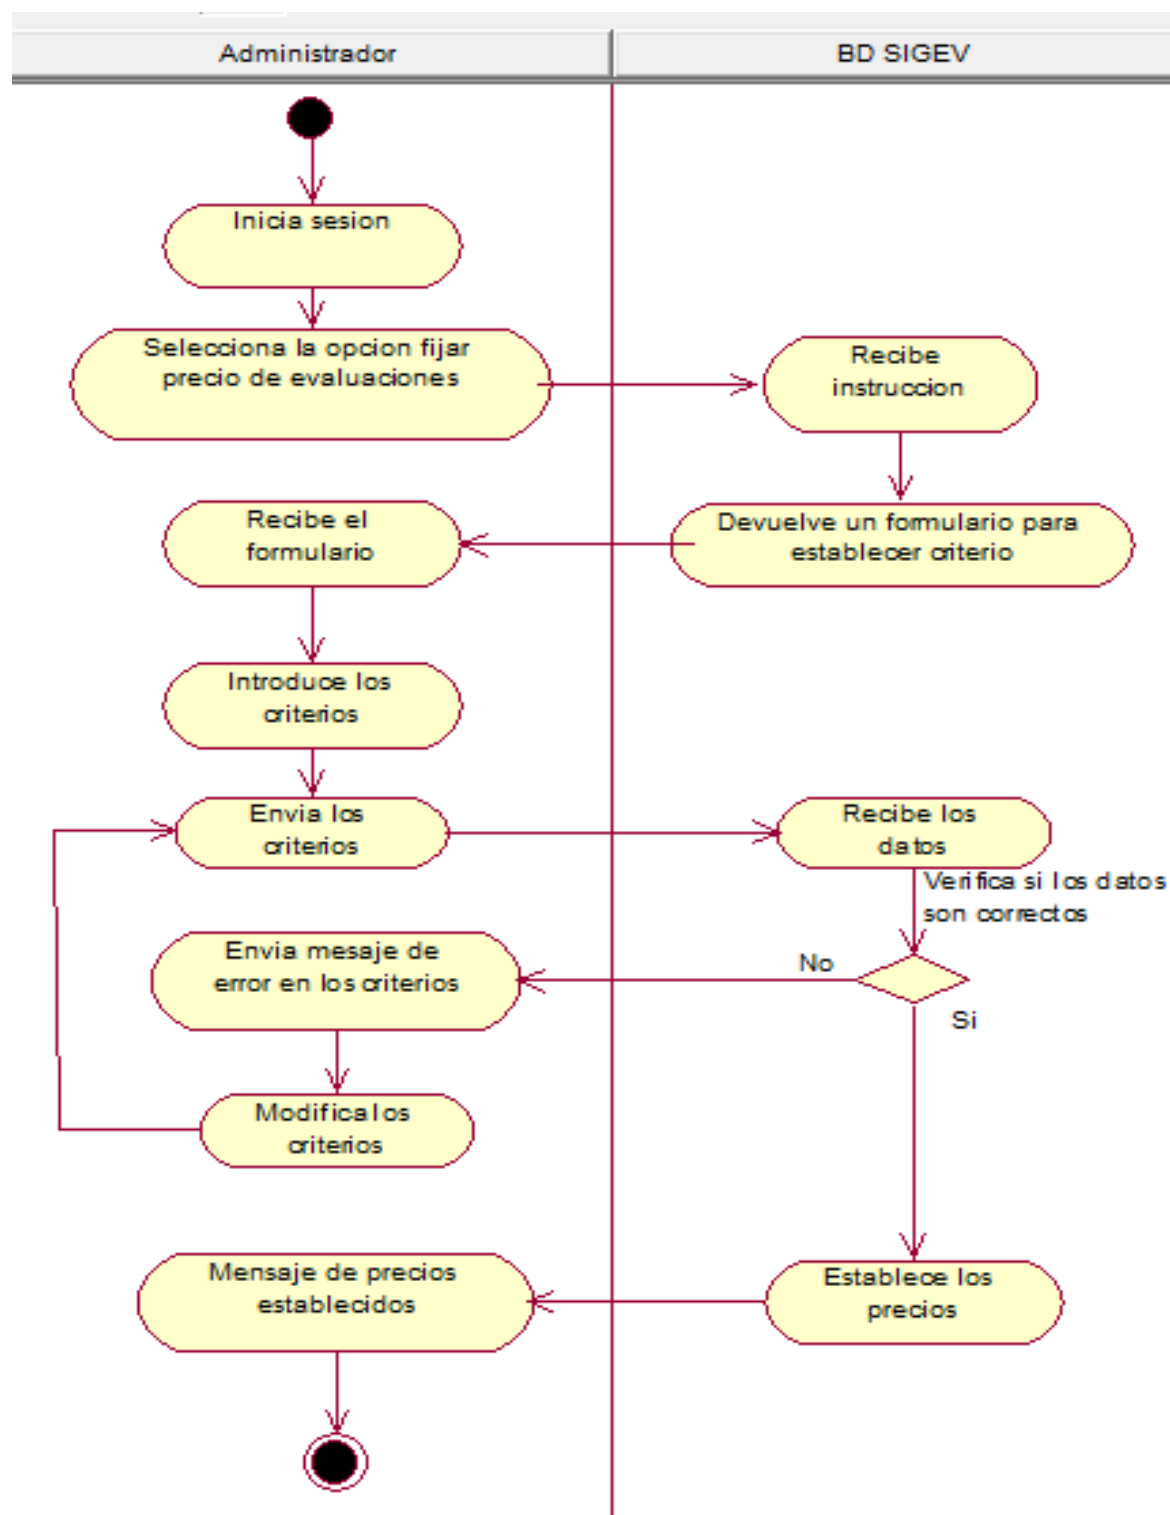 Administrador
BD SIGEV
Inicia sesion
Selecciona la opcion fijar
precio de evaluaciones
Recibe
instruccion
Devuelve un formulario para
establecer criterio
Recibe el
formulario
Introduce los
criterios
Envia los
criterios
Recibe los
datos
Verifica si los datos
son correctos
No
Si
Envia mesaje de
error en los criterios
Modifica los
criterios
Establece los
precios
Mensaje de precios
establecidos